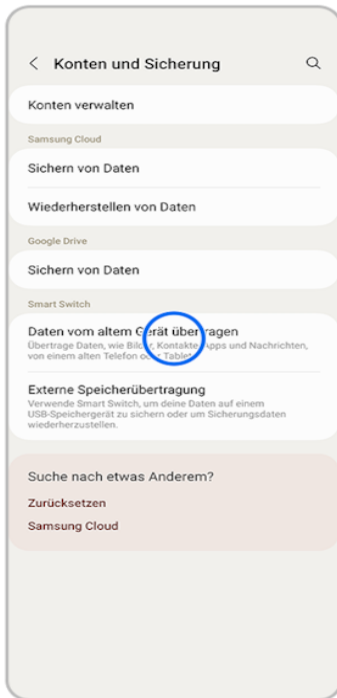 Konten und Sicherung
Konten verwalten
Samsung Cloud
Sichern von Daten
Wiederherstellen von Daten
Google Drive
Sichern von Daten
Smart Switch
Daten vom altem Gerät übertragen
Übertrage Daten, wie Bilder, Kontakte, Apps und Nachrichten,
von einem alten Telefon oder Tablet.
Externe Speicherübertragung
Verwende Smart Switch, um deine Daten auf einem
USB-Speichergerät zu sichern oder um Sicherungsdaten
wiederherzustellen.
Suche nach etwas Anderem?
Zurücksetzen
Samsung Cloud